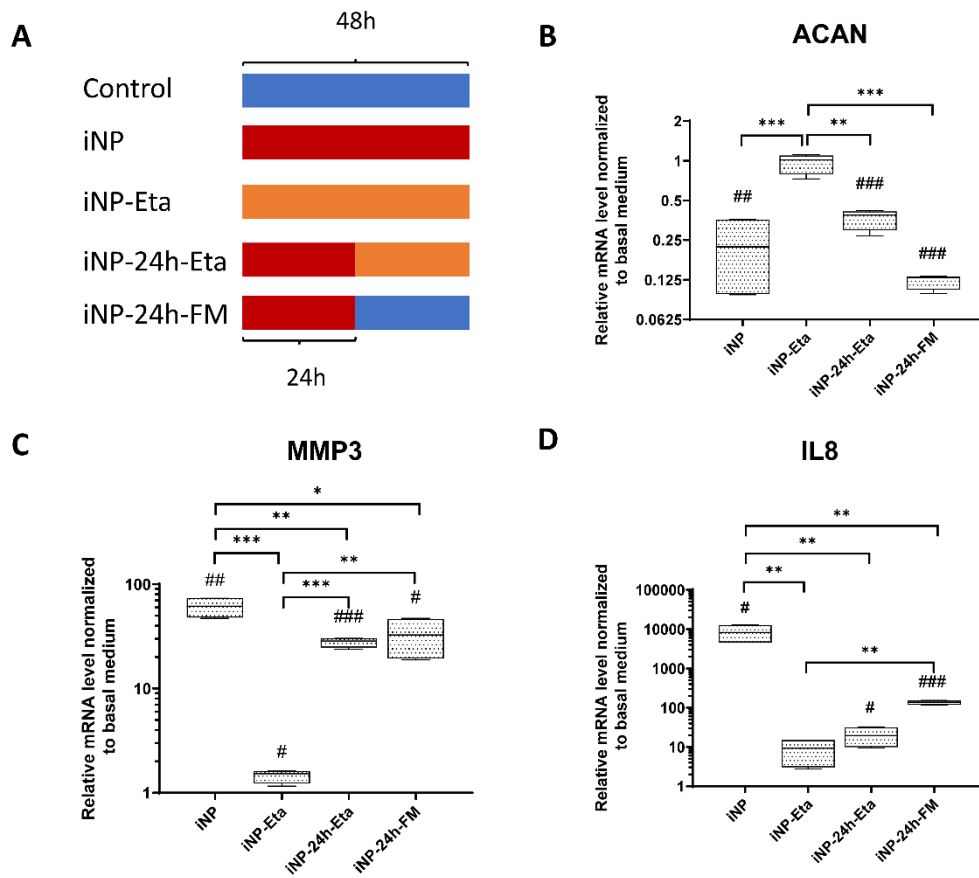 A
48h
Control
iNP
iNP-Eta
iNP-24h-Eta
iNP-24h-FM
24h
B
ACAN
Relative mRNA level normalized
to basal medium
2
1
0.5
0.25
0.125
0.0625
***
**
***
##
###
###
iNP
iNP-Eta
iNP-24h-Eta
iNP-24h-FM
C
MMP3
Relative mRNA level normalized
to basal medium
100
10
1
*
**
***
**
***
##
#
###
#
iNP
iNP-Eta
iNP-24h-Eta
iNP-24h-FM
D
IL8
Relative mRNA level normalized
to basal medium
100000
10000
1000
100
10
1
**
**
**
**
#
#
###
iNP
iNP-Eta
iNP-24h-Eta
iNP-24h-FM